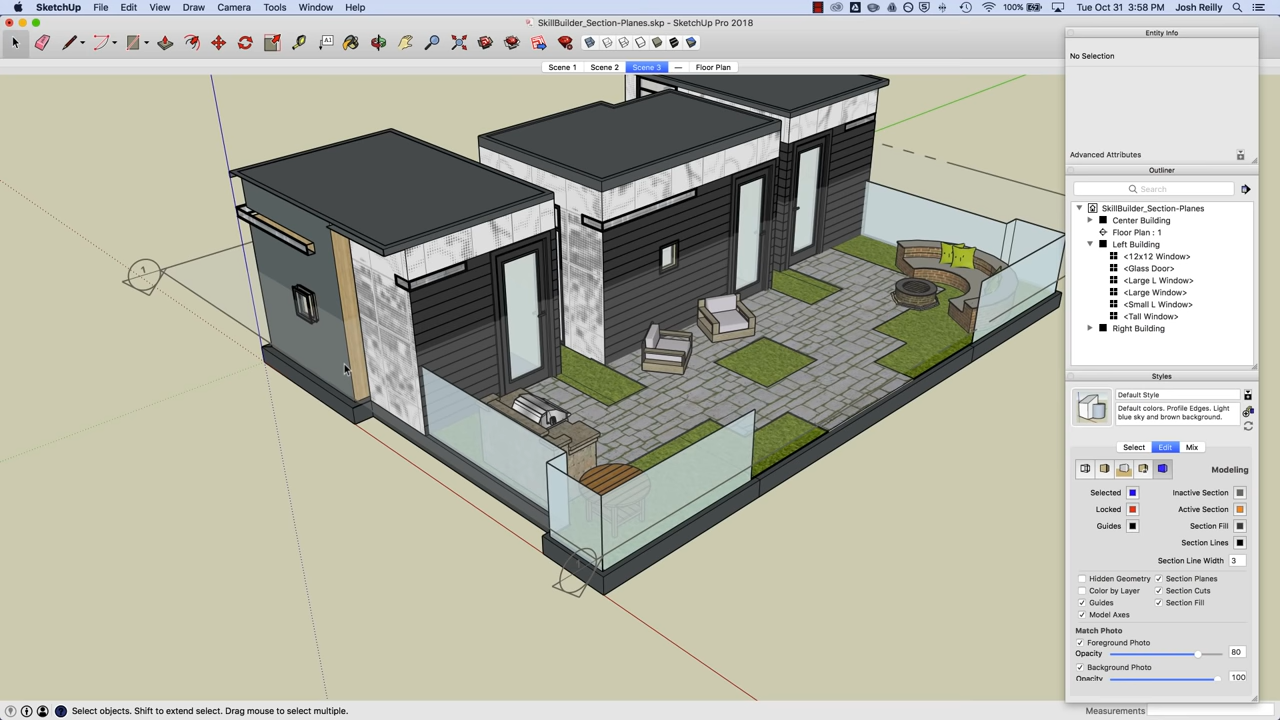 SketchUp File Edit View Draw Camera Tools Window Help 100% Tue Oct 31 3:58 PM Josh Reilly
SkillBuilder_Section-Planes.skp - SketchUp Pro 2018
Scene 1 Scene 2 Scene 3 — Floor Plan
Entity Info
No Selection
Advanced Attributes
Outliner
Search
SkillBuilder_Section-Planes
Center Building
Floor Plan : 1
Left Building
<12x12 Window>
<Glass Door>
<Large L Window>
<Large Window>
<Small L Window>
<Tall Window>
Right Building
Styles
Default Style
Default colors. Profile Edges. Light
blue sky and brown background.
Select Edit Mix
Modeling
Selected Inactive Section
Locked Active Section
Guides Section Fill
Section Lines
Section Line Width 3
Hidden Geometry Section Planes
Color by Layer Section Cuts
Guides Section Fill
Model Axes
Match Photo
Foreground Photo
Opacity 80
Background Photo
Opacity 100
1
Select objects. Shift to extend select. Drag mouse to select multiple.
Measurements